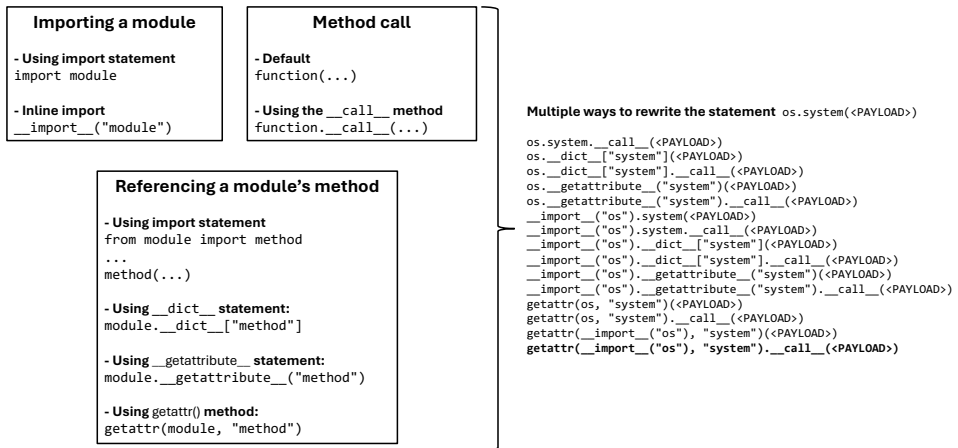 Importing a module
- Using import statement
import module
- Inline import
__import__("module")
Method call
- Default
function(...)
- Using the __call__ method
function.__call__(...)
Referencing a module's method
- Using import statement
from module import method
...
method(...)
- Using __dict__ statement:
module.__dict__["method"]
- Using __getattribute__ statement:
module.__getattribute__("method")
- Using getattr() method:
getattr(module, "method")
Multiple ways to rewrite the statement os.system(<PAYLOAD>)
os.system.__call__(<PAYLOAD>)
os.__dict__["system"](<PAYLOAD>)
os.__dict__["system"].__call__(<PAYLOAD>)
os.__getattribute__("system")(<PAYLOAD>)
os.__getattribute__("system").__call__(<PAYLOAD>)
__import__("os").system(<PAYLOAD>)
__import__("os").system.__call__(<PAYLOAD>)
__import__("os").__dict__["system"](<PAYLOAD>)
__import__("os").__dict__["system"].__call__(<PAYLOAD>)
__import__("os").__getattribute__("system")(<PAYLOAD>)
__import__("os").__getattribute__("system").__call__(<PAYLOAD>)
getattr(os, "system")(<PAYLOAD>)
getattr(os, "system").__call__(<PAYLOAD>)
getattr(__import__("os"), "system")(<PAYLOAD>)
getattr(__import__("os"), "system").__call__(<PAYLOAD>)